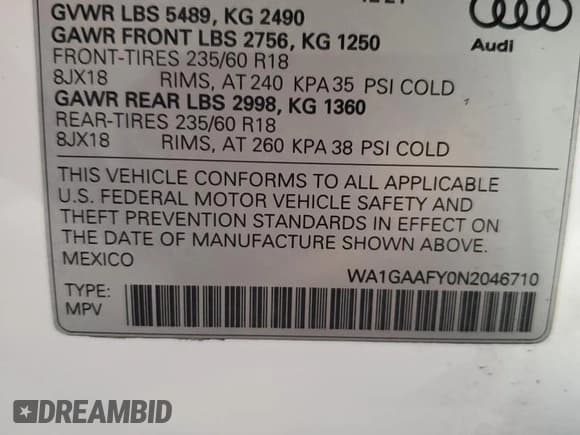 GVWR LBS 5489, KG 2490
GAWR FRONT LBS 2756, KG 1250
FRONT-TIRES 235/60 R18
8JX18 RIMS, AT 240 KPA 35 PSI COLD
GAWR REAR LBS 2998, KG 1360
REAR-TIRES 235/60 R18
8JX18 RIMS, AT 260 KPA 38 PSI COLD
Audi
THIS VEHICLE CONFORMS TO ALL APPLICABLE
U.S. FEDERAL MOTOR VEHICLE SAFETY AND
THEFT PREVENTION STANDARDS IN EFFECT ON
THE DATE OF MANUFACTURE SHOWN ABOVE.
MEXICO
WA1GAAFY0N2046710
TYPE:
MPV
DREAMBID